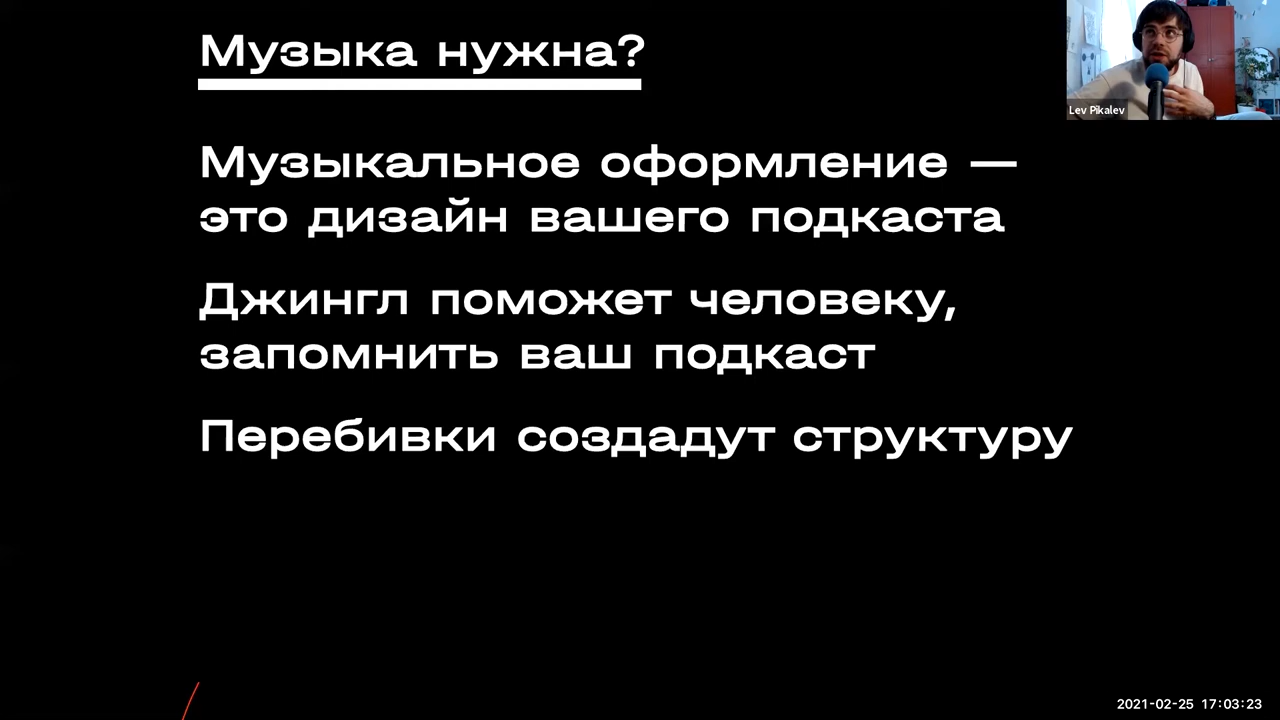 Музыка нужна?
Lev Pikalev
Музыкальное оформление —
это дизайн вашего подкаста
Джингл поможет человеку,
запомнить ваш подкаст
Перебивки создадут структуру
2021-02-25 17:03:23